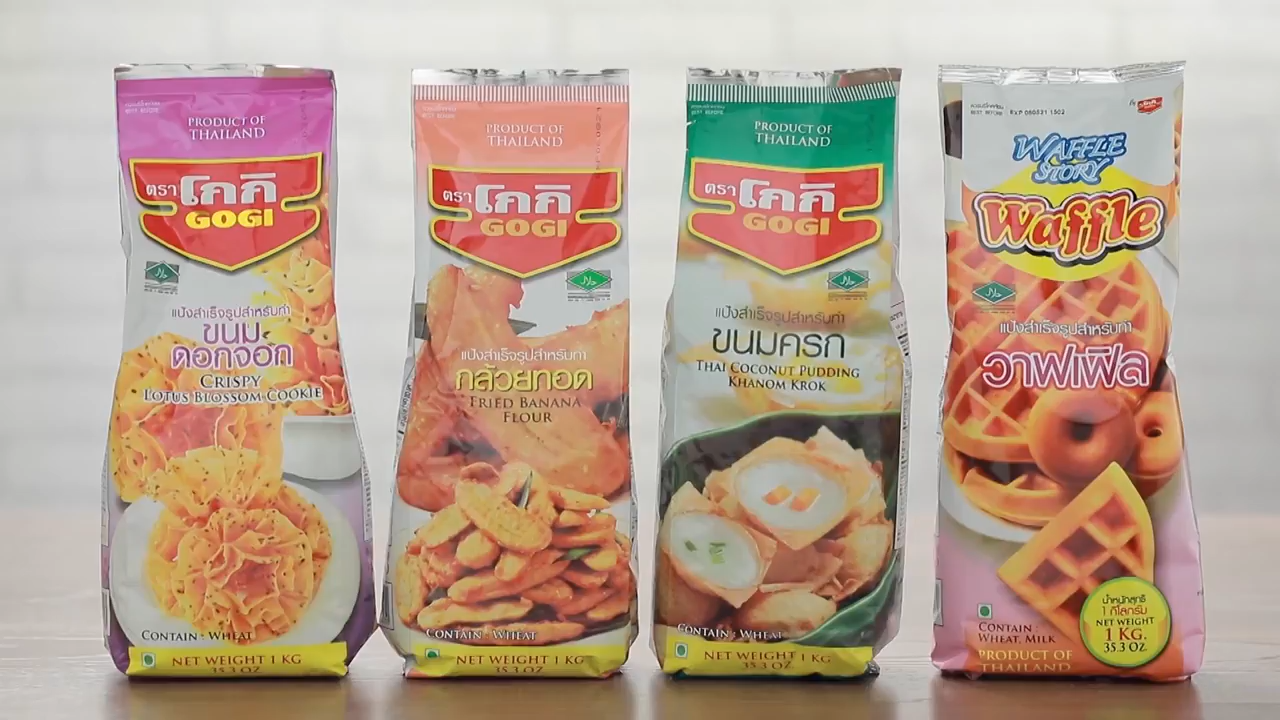 PRODUCT OF
THAILAND
ตรา โกกิ
GOGI
แป้งสำเร็จรูปสำหรับทำ
ขนม
ดอกจอก
CRISPY
LOTUS BLOSSOM COOKIE
CONTAIN : WHEAT
NET WEIGHT 1 KG
35.3 OZ
PRODUCT OF
THAILAND
ตรา โกกิ
GOGI
แป้งสำเร็จรูปสำหรับทำ
กล้วยทอด
FRIED BANANA
FLOUR
CONTAIN : WHEAT
NET WEIGHT 1 KG
35.3 OZ
PRODUCT OF
THAILAND
ตรา โกกิ
GOGI
แป้งสำเร็จรูปสำหรับทำ
ขนมครก
THAI COCONUT PUDDING
KHANOM KROK
CONTAIN : WHEAT
NET WEIGHT 1 KG
35.3 OZ
WAFFLE
STORY
Waffle
แป้งสำเร็จรูปสำหรับทำ
วาฟเฟิล
CONTAIN :
WHEAT, MILK
PRODUCT OF
THAILAND
น้ำหนักสุทธิ
1 กิโลกรัม
NET WEIGHT
1 KG.
35.3 OZ.